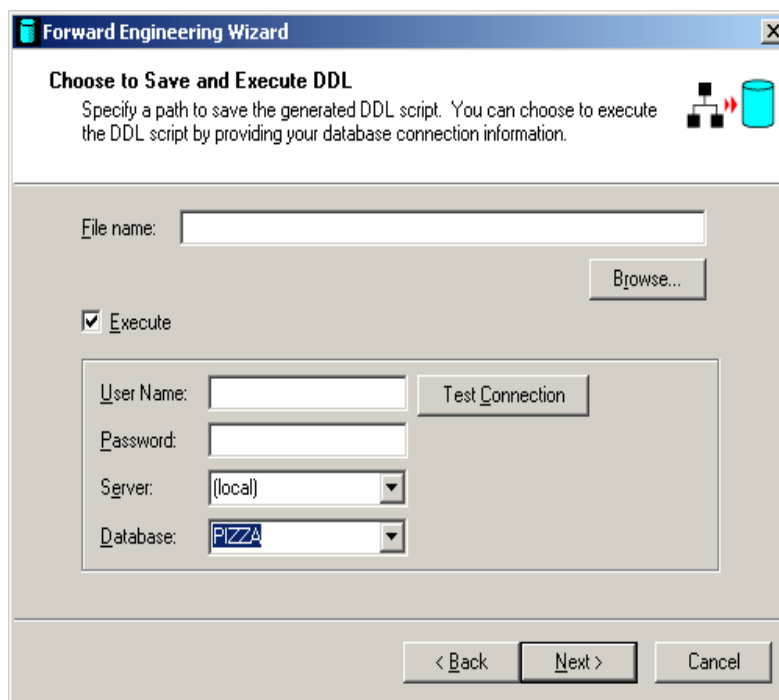 Forward Engineering Wizard
Choose to Save and Execute DDL
Specify a path to save the generated DDL script. You can choose to execute
the DDL script by providing your database connection information.
File name:
Browse...
Execute
User Name:
Test Connection
Password:
Server: (local)
Database: PIZZA
< Back Next > Cancel